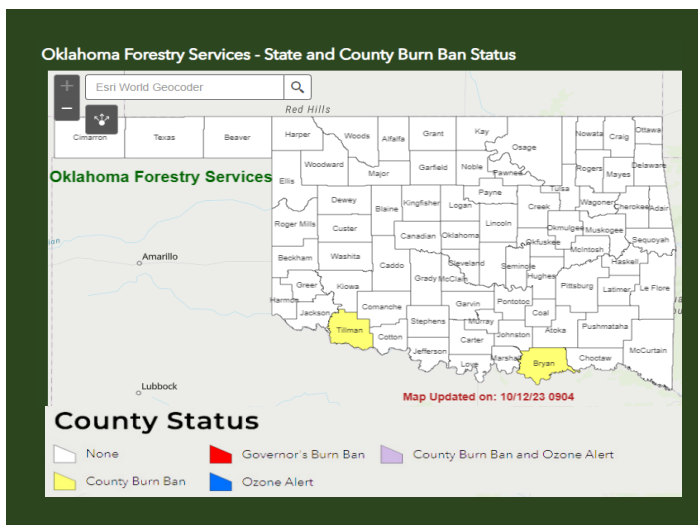 Oklahoma Forestry Services - State and County Burn Ban Status
+
Esri World Geocoder
−
Red Hills
Cimarron Texas Beaver Harper Woods Alfalfa Grant Kay Osage Nowata Craig Ottawa
Oklahoma Forestry Services
Ellis Woodward Major Garfield Noble Pawnee Rogers Mayes Delaware
Dewey Blaine Kingfisher Logan Payne Creek Tulsa Wagoner Cherokee Adair
Roger Mills Custer Canadian Oklahoma Lincoln Okfuskee Okmulgee Muskogee Sequoyah
Amarillo
Beckham Washita Caddo Grady McClain Cleveland Seminole Hughes McIntosh Haskell
Greer Kiowa Comanche Garvin Pontotoc Coal Pittsburg Latimer Le Flore
Harmon Jackson Tillman Cotton Stephens Murray Carter Johnston Atoka Pushmataha
Jefferson Love Marshall Bryan Choctaw McCurtain
Lubbock
Map Updated on: 10/12/23 0904
County Status
None Governor's Burn Ban County Burn Ban and Ozone Alert
County Burn Ban Ozone Alert